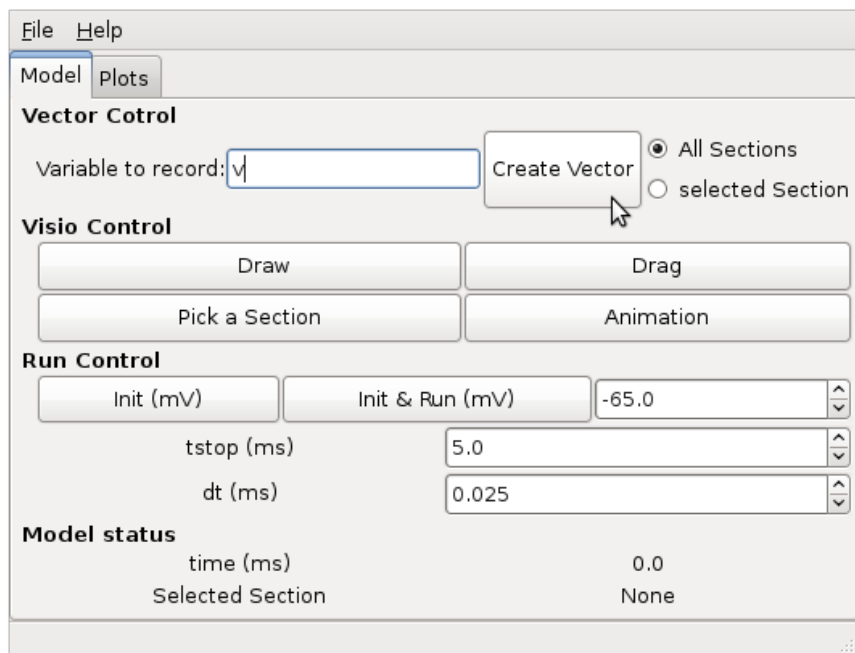 File Help
Model Plots
Vector Cotrol
Variable to record: v Create Vector All Sections
selected Section
Visio Control
Draw Drag
Pick a Section Animation
Run Control
Init (mV) Init & Run (mV) -65.0
tstop (ms) 5.0
dt (ms) 0.025
Model status
time (ms) 0.0
Selected Section None